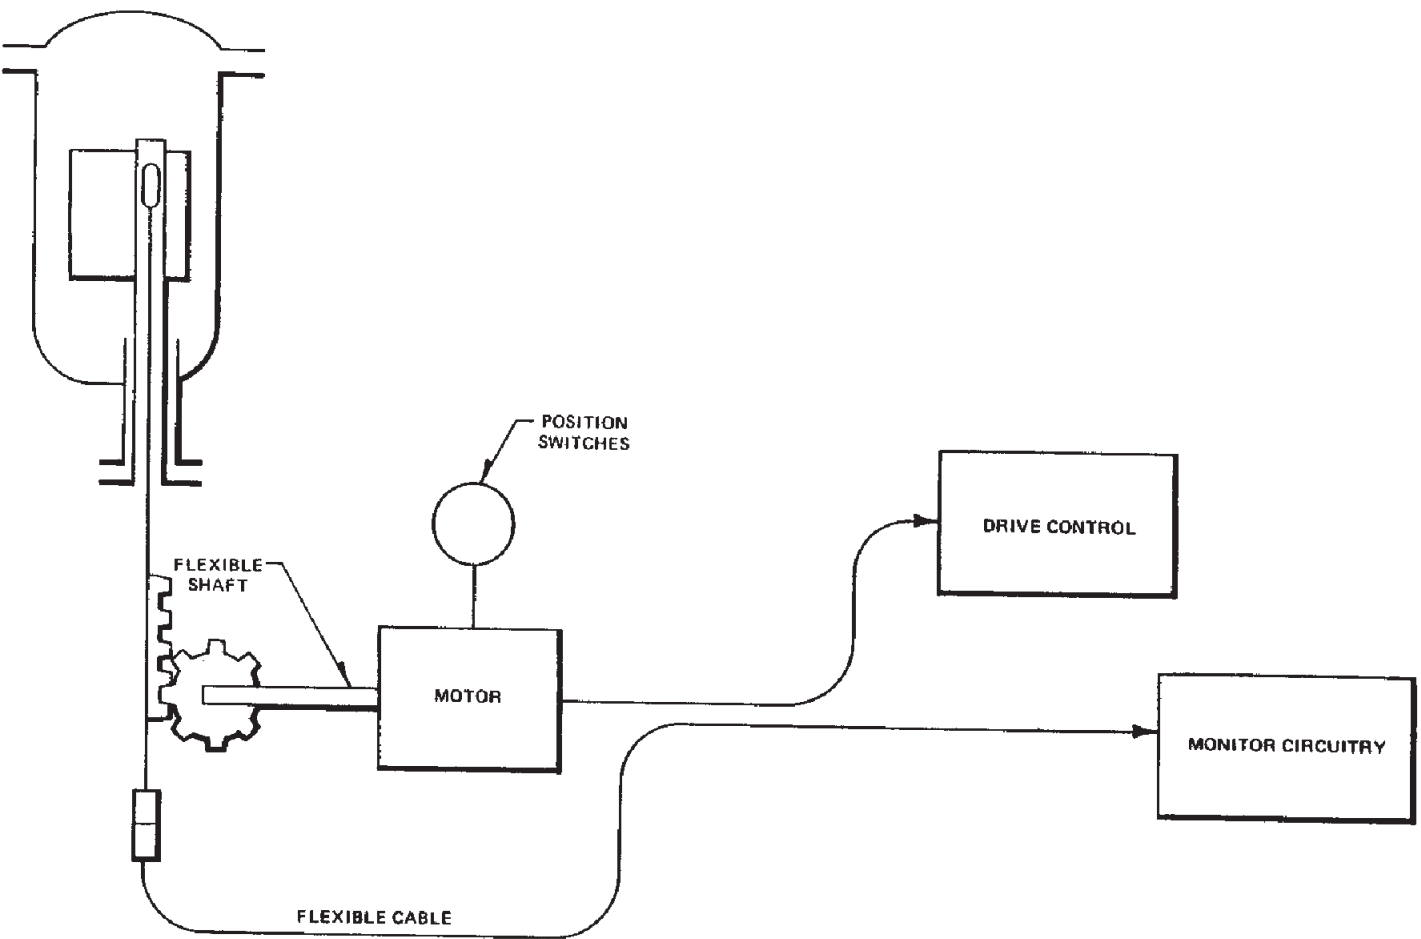 POSITION
SWITCHES
DRIVE CONTROL
FLEXIBLE
SHAFT
MOTOR
MONITOR CIRCUITRY
FLEXIBLE CABLE